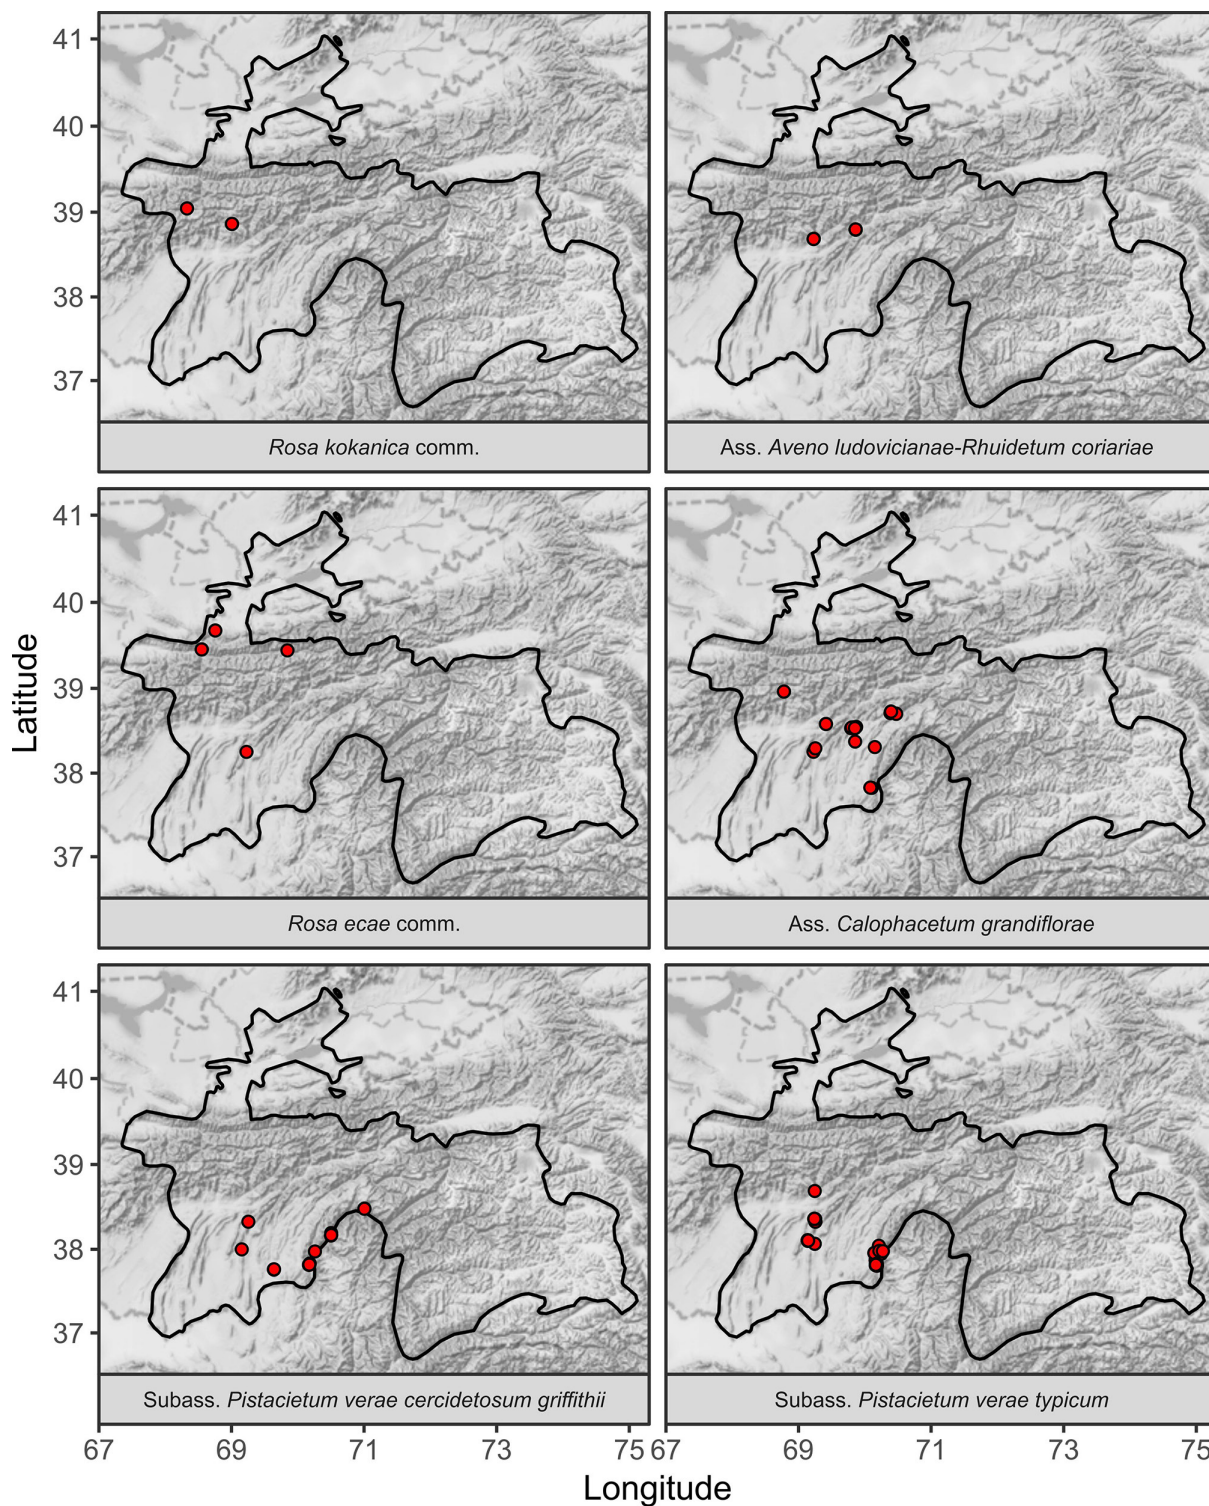 41
40
39
38
37
Rosa kokanica comm.
Ass. Aveno ludovicianae-Rhuidetum coriariae
Latitude
41
40
39
38
37
Rosa ecae comm.
Ass. Calophacetum grandiflorae
41
40
39
38
37
Subass. Pistacietum verae cercidetosum griffithii
Subass. Pistacietum verae typicum
67 69 71 73 75 67 69 71 73 75
Longitude